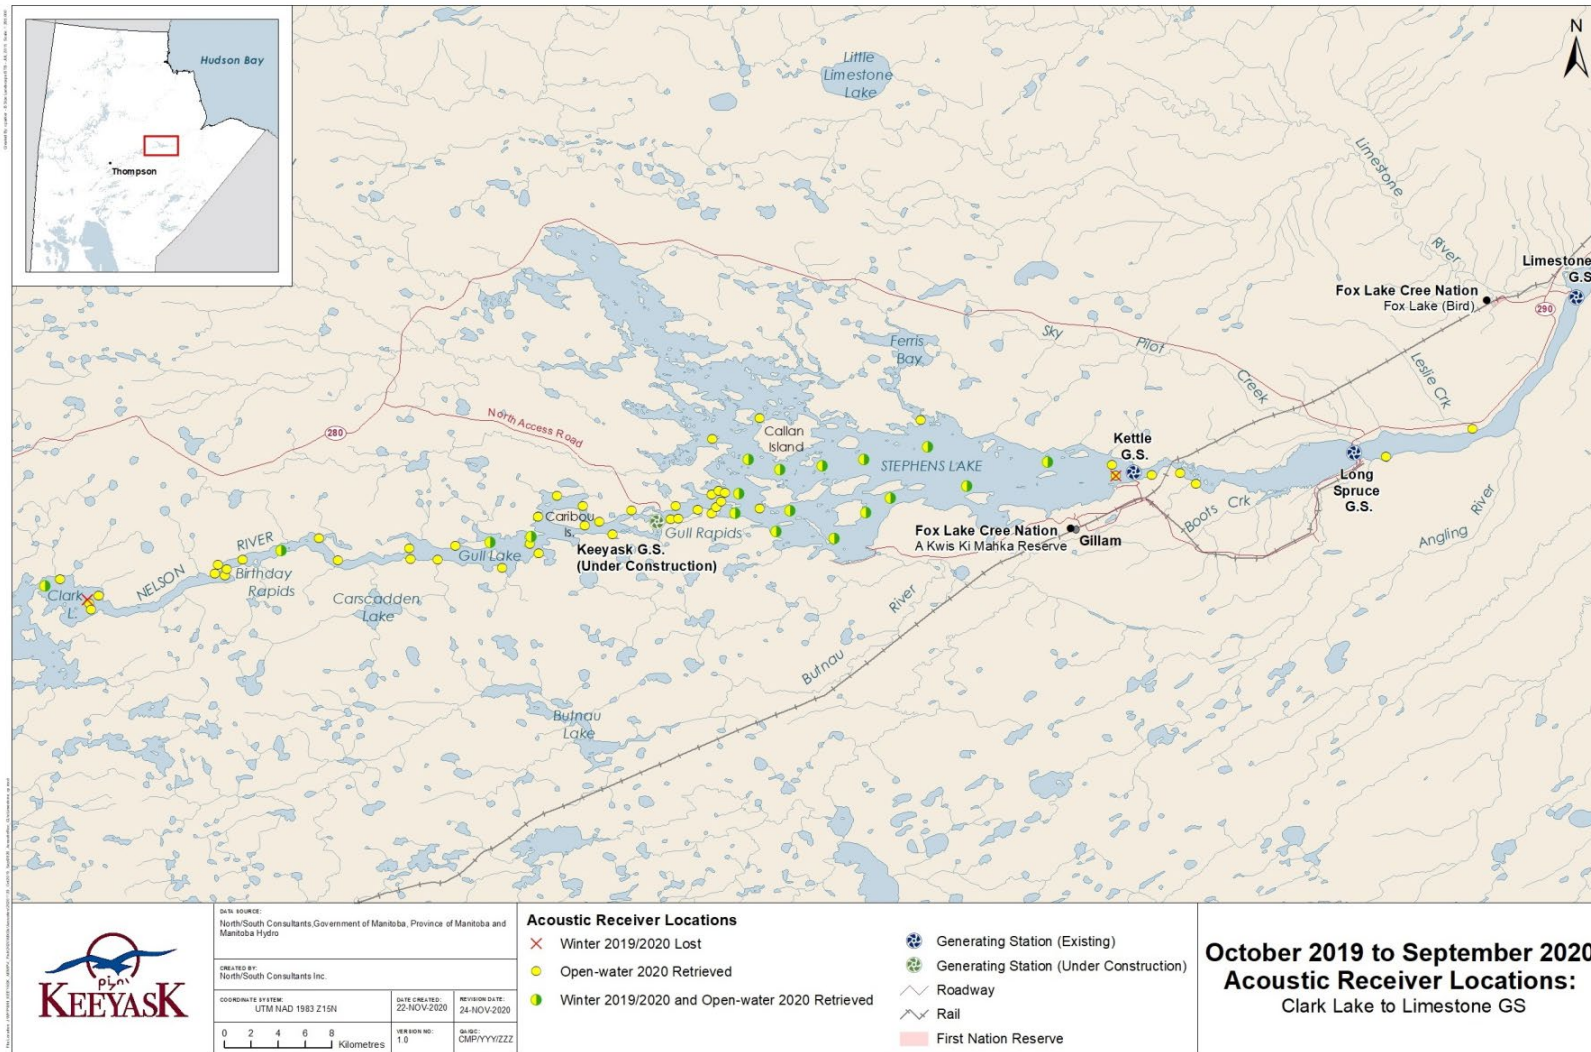 Hudson Bay
Thompson
N
Little
Limestone
Lake
Limestone
River
Limestone
G.S
Fox Lake Cree Nation
Fox Lake (Bird)
290
Sky
Pilot
Creek
Leslie Crk
Ferris
Bay
280
North Access Road
Callan
Island
STEPHENS LAKE
Kettle
G.S.
Long
Spruce
G.S.
Boots Crk
Angling
River
Caribou
Is.
Gull Rapids
Keeyask G.S.
(Under Construction)
Fox Lake Cree Nation
A Kwis Ki Mahka Reserve
Gillam
NELSON
RIVER
Gull Lake
Birthday
Rapids
Clark
L.
Carscadden
Lake
Butnau
River
Butnau
Lake
KEEYASK
DATA SOURCE:
North/South Consultants,Government of Manitoba, Province of Manitoba and
Manitoba Hydro
CREATED BY:
North/South Consultants Inc.
COORDINATE SYSTEM:
UTM NAD 1983 Z15N
DATE CREATED:
22-NOV-2020
REVISION DATE:
24-NOV-2020
0 2 4 6 8
Kilometres
VERSION NO:
1.0
QA/QC:
CMP/YYY/ZZZ
Acoustic Receiver Locations
Winter 2019/2020 Lost
Open-water 2020 Retrieved
Winter 2019/2020 and Open-water 2020 Retrieved
Generating Station (Existing)
Generating Station (Under Construction)
Roadway
Rail
First Nation Reserve
October 2019 to September 2020
Acoustic Receiver Locations:
Clark Lake to Limestone GS